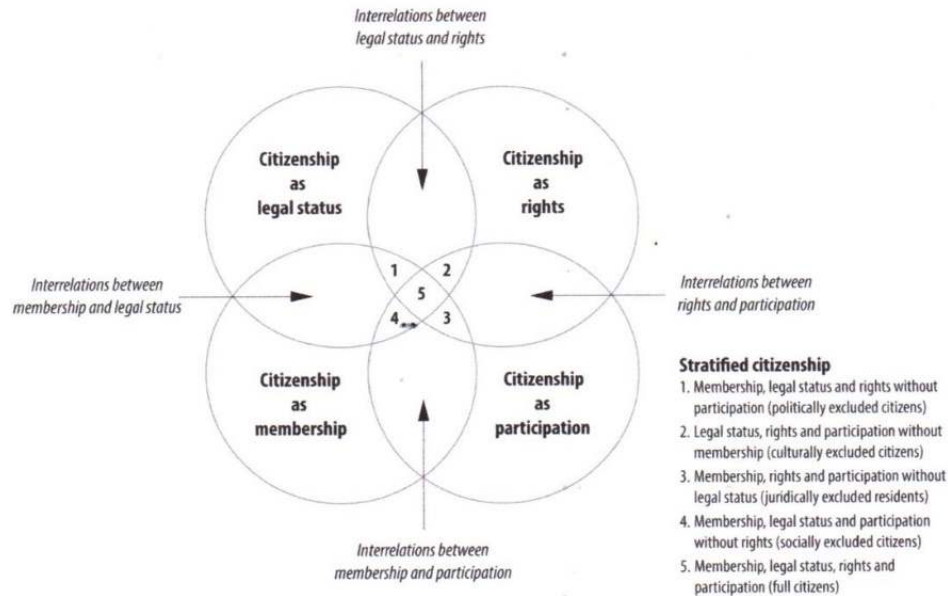 Interrelations between
legal status and rights
Citizenship
as
legal status
Citizenship
as
rights
1
2
Interrelations between
membership and legal status
5
Interrelations between
rights and participation
4
3
Citizenship
as
membership
Citizenship
as
participation
Stratified citizenship
1. Membership, legal status and rights without
participation (politically excluded citizens)
2. Legal status, rights and participation without
membership (culturally excluded citizens)
3. Membership, rights and participation without
legal status (juridically excluded residents)
4. Membership, legal status and participation
without rights (socially excluded citizens)
5. Membership, legal status, rights and
participation (full citizens)
Interrelations between
membership and participation